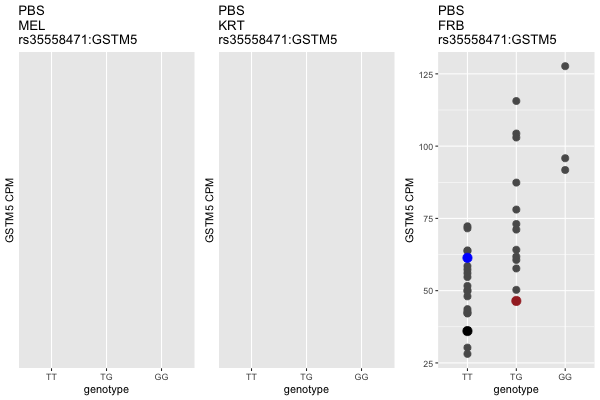 PBS
MEL
rs35558471:GSTM5
GSTM5 CPM
TT TG GG
genotype
PBS
KRT
rs35558471:GSTM5
GSTM5 CPM
TT TG GG
genotype
PBS
FRB
rs35558471:GSTM5
GSTM5 CPM
125
100
75
50
25
TT TG GG
genotype